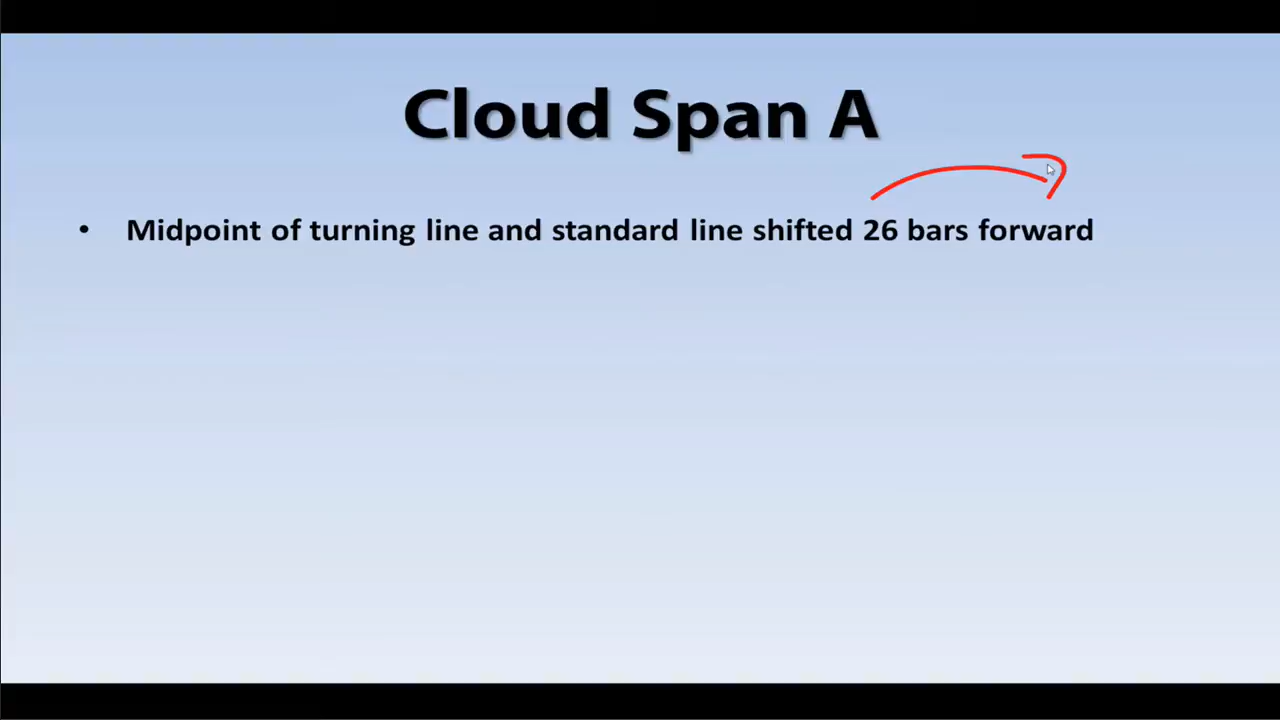 Cloud Span A
• Midpoint of turning line and standard line shifted 26 bars forward